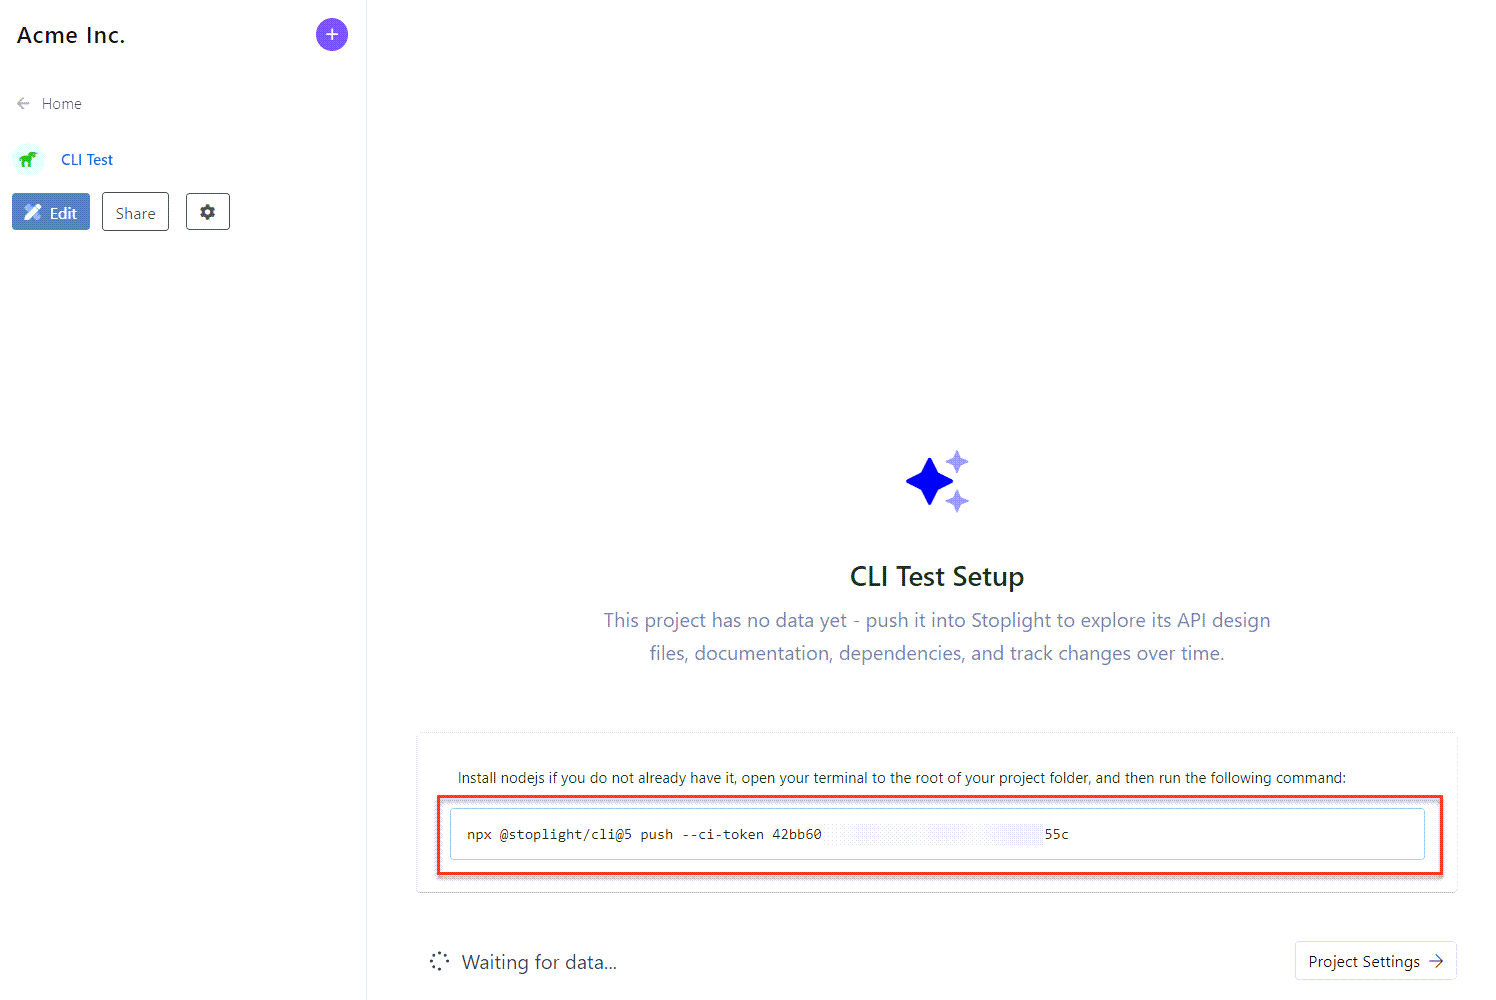 Acme Inc.
+
← Home
CLI Test
Edit
Share
CLI Test Setup
This project has no data yet - push it into Stoplight to explore its API design
files, documentation, dependencies, and track changes over time.
Install nodejs if you do not already have it, open your terminal to the root of your project folder, and then run the following command:
npx @stoplight/cli@5 push --ci-token 42bb60 55c
Waiting for data...
Project Settings →